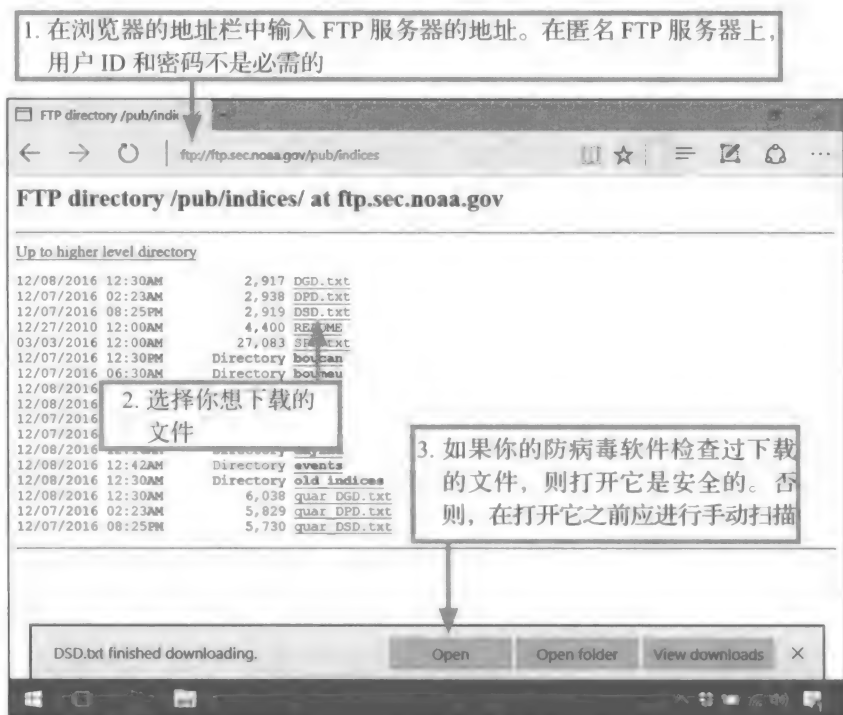 1. 在浏览器的地址栏中输入 FTP 服务器的地址。在匿名 FTP 服务器上，
用户 ID 和密码不是必需的
FTP directory /pub/indi
ftp://ftp.sec.noaa.gov/pub/indices
FTP directory /pub/indices/ at ftp.sec.noaa.gov
Up to higher level directory
12/08/2016 12:30AM 2,917 DGD.txt
12/07/2016 02:23AM 2,938 DPD.txt
12/07/2016 08:25PM 2,919 DSD.txt
12/27/2010 12:00AM 4,400 README
03/03/2016 12:00AM 27,083 .txt
12/07/2016 12:30PM Directory boucan
12/07/2016 06:30AM Directory
12/08/2016
12/08/2016
12/07/2016
12/07/2016
12/08/2016 Directory
12/08/2016 12:42AM Directory events
12/08/2016 12:30AM Directory old_indices
12/08/2016 12:30AM 6,038 quar_DGD.txt
12/07/2016 02:23AM 5,829 quar_DPD.txt
12/07/2016 08:25PM 5,730 quar_DSD.txt
2. 选择你想下载的
文件
3. 如果你的防病毒软件检查过下载
的文件，则打开它是安全的。否
则，在打开它之前应进行手动扫描
DSD.txt finished downloading. Open Open folder View downloads